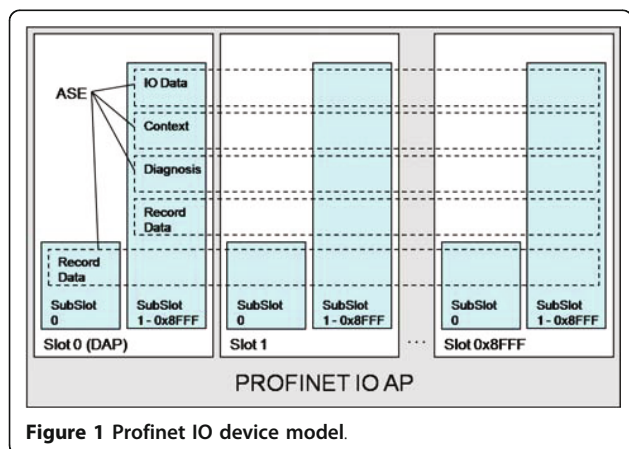 ASE
IO Data
Context
Diagnosis
Record
Data
Record
Data
SubSlot
0
SubSlot
1 - 0x8FFF
SubSlot
0
SubSlot
1 - 0x8FFF
SubSlot
0
SubSlot
1 - 0x8FFF
Slot 0 (DAP)
Slot 1
...
Slot 0x8FFF
PROFINET IO AP
Figure 1 Profinet IO device model.